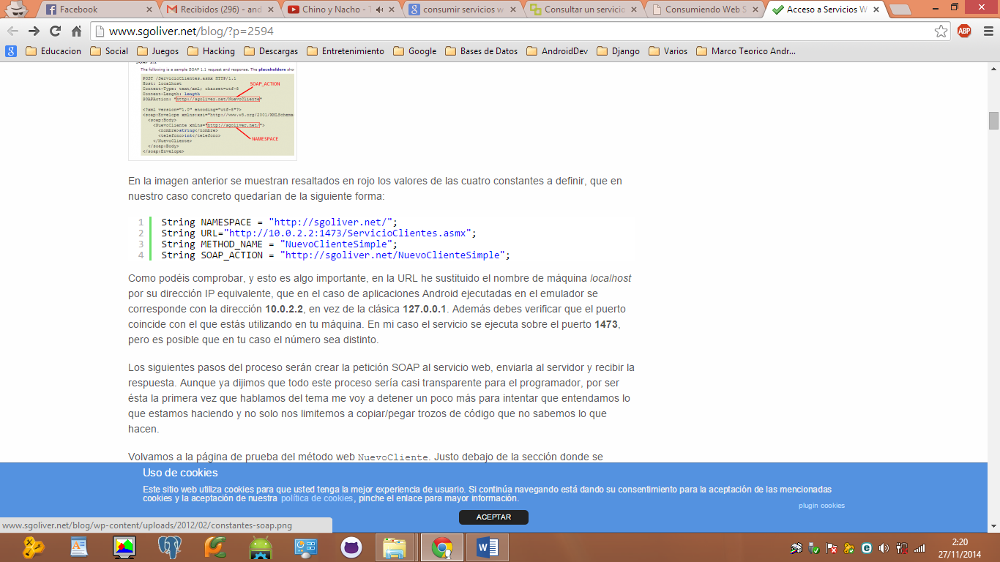 Facebook
Recibidos (296) - and
Chino y Nacho - T
consumir servicios w
Consultar un servicio
Consumiendo Web S
Acceso a Servicios W
www.sgoliver.net/blog/?p=2594
ABP
Educacion
Social
Juegos
Hacking
Descargas
Entretenimiento
Google
Bases de Datos
AndroidDev
Django
Varios
Marco Teorico Andr...
The following is a sample SOAP 1.1 request and response. The placeholders sho
POST /ServicioClientes.asmx HTTP/1.1
Host: localhost
Content-Type: text/xml; charset=utf-8
Content-Length: length
SOAPAction: "http://sgoliver.net/NuevoCliente"
SOAP_ACTION
<?xml version="1.0" encoding="utf-8"?>
<soap:Envelope xmlns:xsi="http://www.w3.org/2001/XMLSchema
<soap:Body>
<NuevoCliente xmlns="http://sgoliver.net/">
<nombre>string</nombre>
<telefono>int</telefono>
</NuevoCliente>
</soap:Body>
</soap:Envelope>
NAMESPACE
En la imagen anterior se muestran resaltados en rojo los valores de las cuatro constantes a definir, que en
nuestro caso concreto quedarían de la siguiente forma:
1 String NAMESPACE = "http://sgoliver.net/";
2 String URL="http://10.0.2.2:1473/ServicioClientes.asmx";
3 String METHOD_NAME = "NuevoClienteSimple";
4 String SOAP_ACTION = "http://sgoliver.net/NuevoClienteSimple";
Como podéis comprobar, y esto es algo importante, en la URL he sustituido el nombre de máquina localhost
por su dirección IP equivalente, que en el caso de aplicaciones Android ejecutadas en el emulador se
corresponde con la dirección 10.0.2.2, en vez de la clásica 127.0.0.1. Además debes verificar que el puerto
coincide con el que estás utilizando en tu máquina. En mi caso el servicio se ejecuta sobre el puerto 1473,
pero es posible que en tu caso el número sea distinto.
Los siguientes pasos del proceso serán crear la petición SOAP al servicio web, enviarla al servidor y recibir la
respuesta. Aunque ya dijimos que todo este proceso sería casi transparente para el programador, por ser
ésta la primera vez que hablamos del tema me voy a detener un poco más para intentar que entendamos lo
que estamos haciendo y no solo nos limitemos a copiar/pegar trozos de código que no sabemos lo que
hacen.
Volvamos a la página de prueba del método web NuevoCliente. Justo debajo de la sección donde se
Uso de cookies
Este sitio web utiliza cookies para que usted tenga la mejor experiencia de usuario. Si continúa navegando está dando su consentimiento para la aceptación de las mencionadas
cookies y la aceptación de nuestra política de cookies, pinche el enlace para mayor información.
plugin cookies
ACEPTAR
www.sgoliver.net/blog/wp-content/uploads/2012/02/constantes-soap.png
2:20
27/11/2014